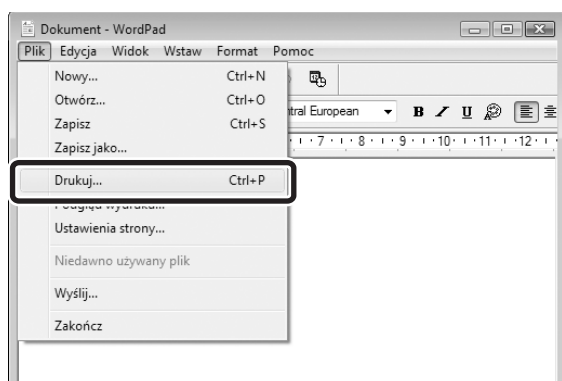 Dokument - WordPad
Plik Edycja Widok Wstaw Format Pomoc
Nowy... Ctrl+N
Otwórz... Ctrl+O
tral European B U
Zapisz Ctrl+S
Zapisz jako...
7 8 9 10 11 12
Drukuj... Ctrl+P
Ustawienia strony...
Niedawno używany plik
Wyślij...
Zakończ